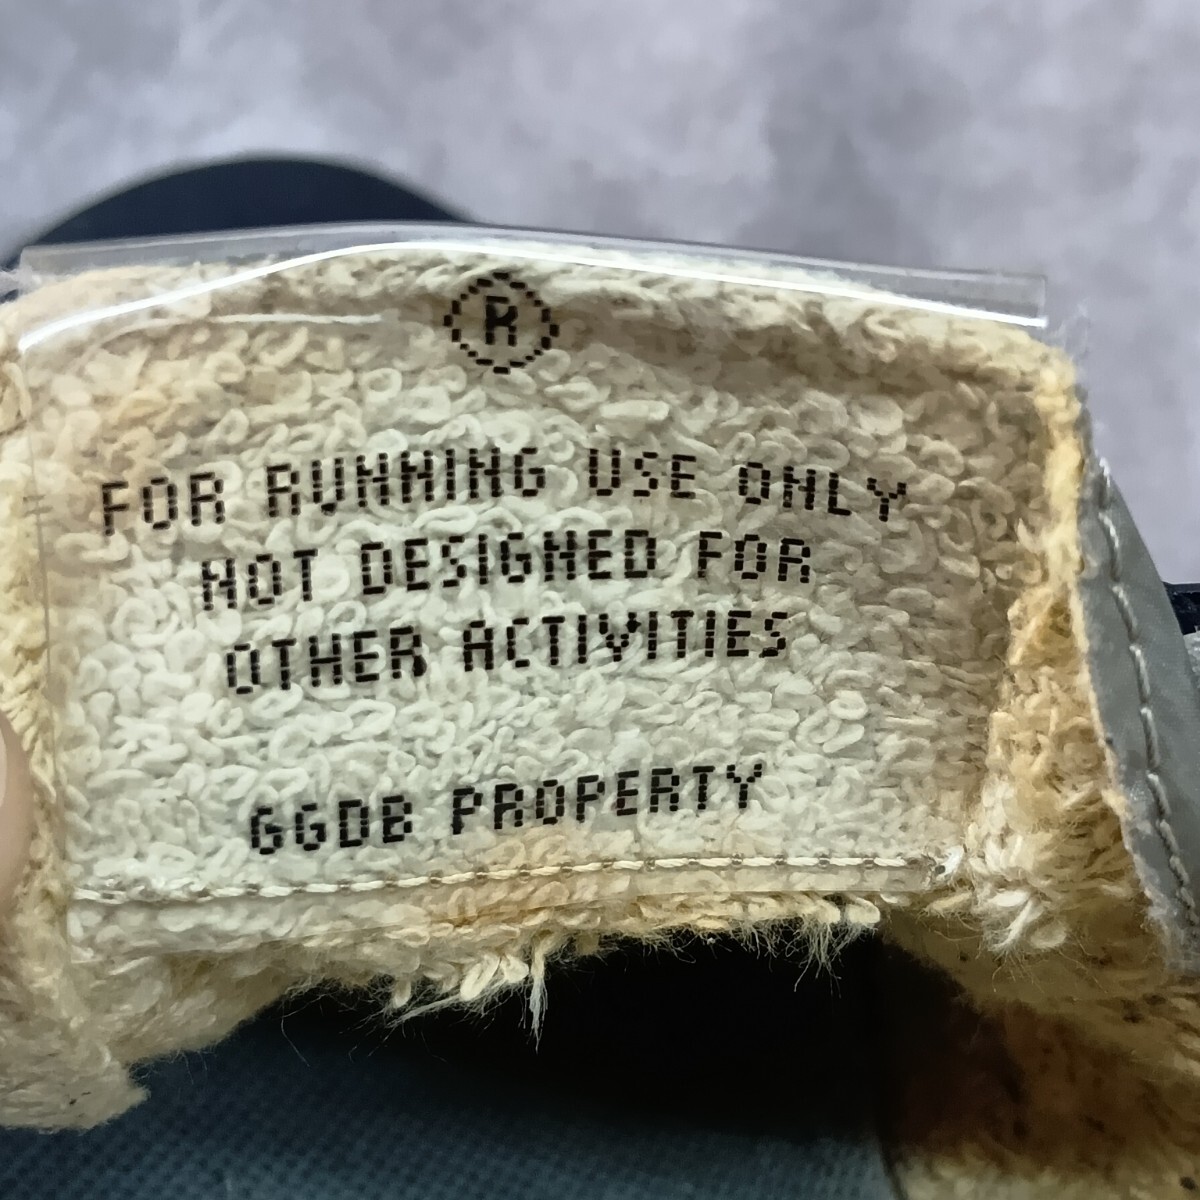 R
FOR RUNNING USE ONLY
NOT DESIGNED FOR
OTHER ACTIVITIES
GGDB PROPERTY